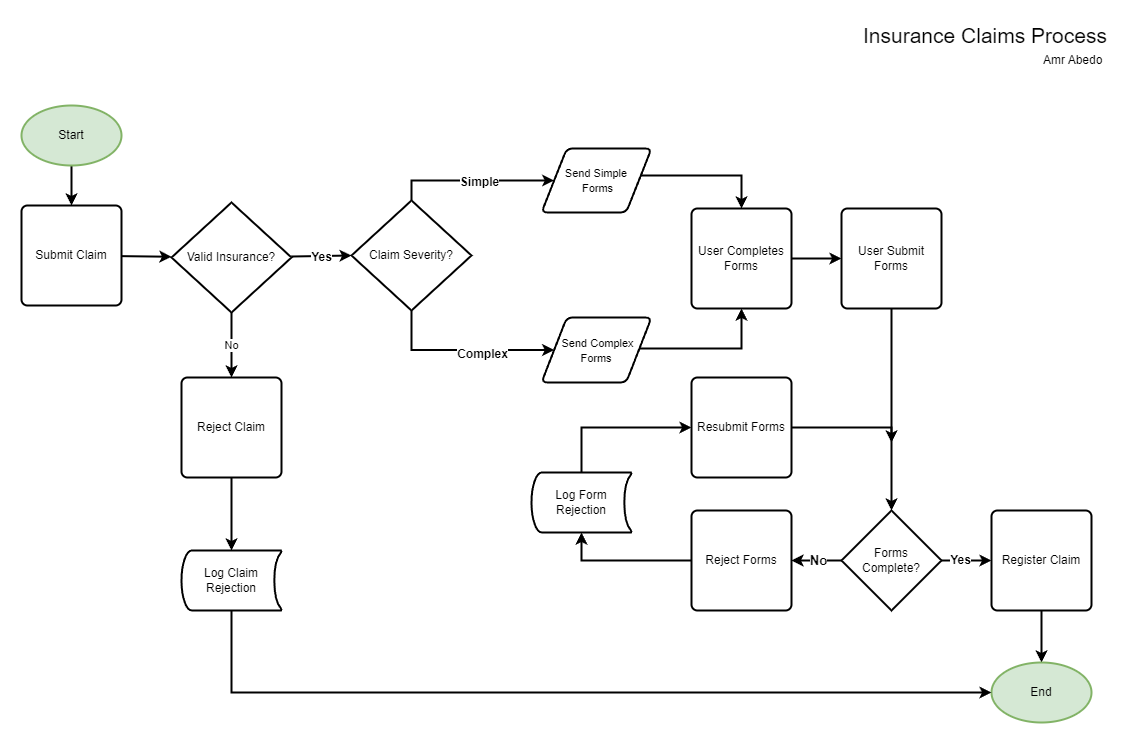 Insurance Claims Process
Amr Abedo
Start
Submit Claim
Valid Insurance?
Yes
Claim Severity?
Simple
Send Simple
Forms
Complex
Send Complex
Forms
User Completes
Forms
User Submit
Forms
No
Reject Claim
Log Claim
Rejection
Resubmit Forms
Log Form
Rejection
Reject Forms
No
Forms
Complete?
Yes
Register Claim
End